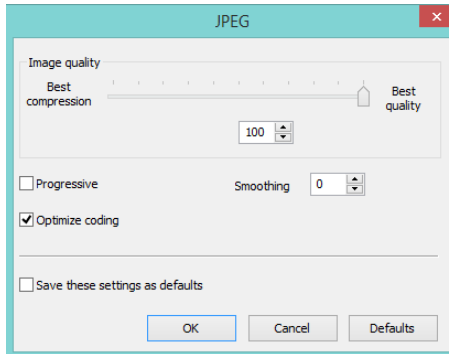 JPEG
Image quality
Best compression
Best quality
100
Progressive
Smoothing
0
Optimize coding
Save these settings as defaults
OK
Cancel
Defaults